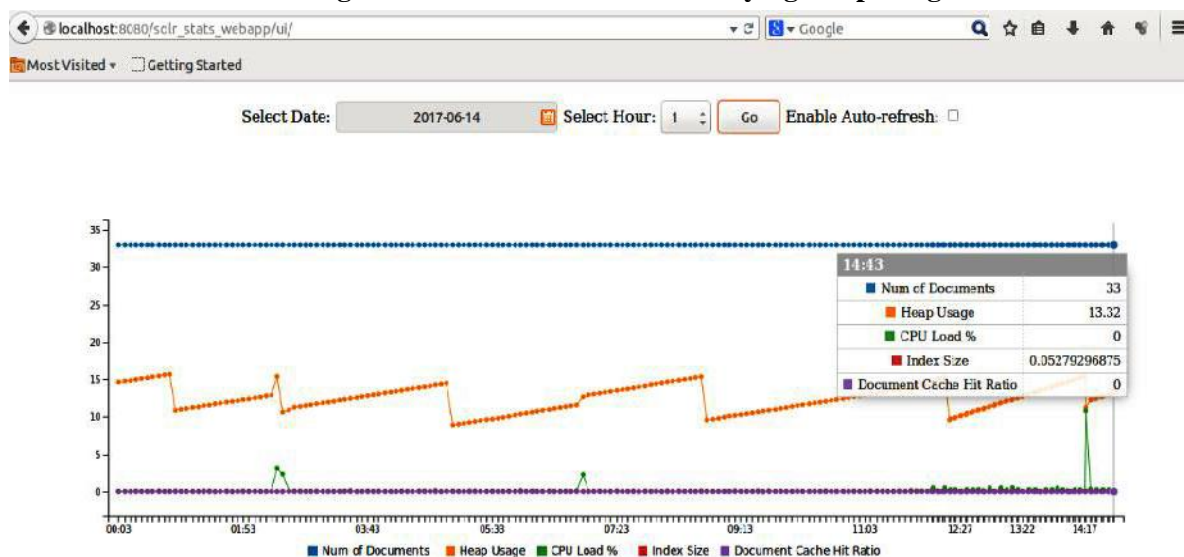 localhost:8080/solr_stats_webapp/ui/ Google
Most Visited Getting Started
Select Date: 2017-06-14 Select Hour: 1 Go Enable Auto-refresh:
35
30
25
20
15
10
5
0
14:43
Num of Documents 33
Heap Usage 13.32
CPU Load % 0
Index Size 0.05279296875
Document Cache Hit Ratio 0
00:03 01:53 03:43 05:33 07:23 09:13 11:03 12:27 13:22 14:17
Num of Documents Heap Usage CPU Load % Index Size Document Cache Hit Ratio